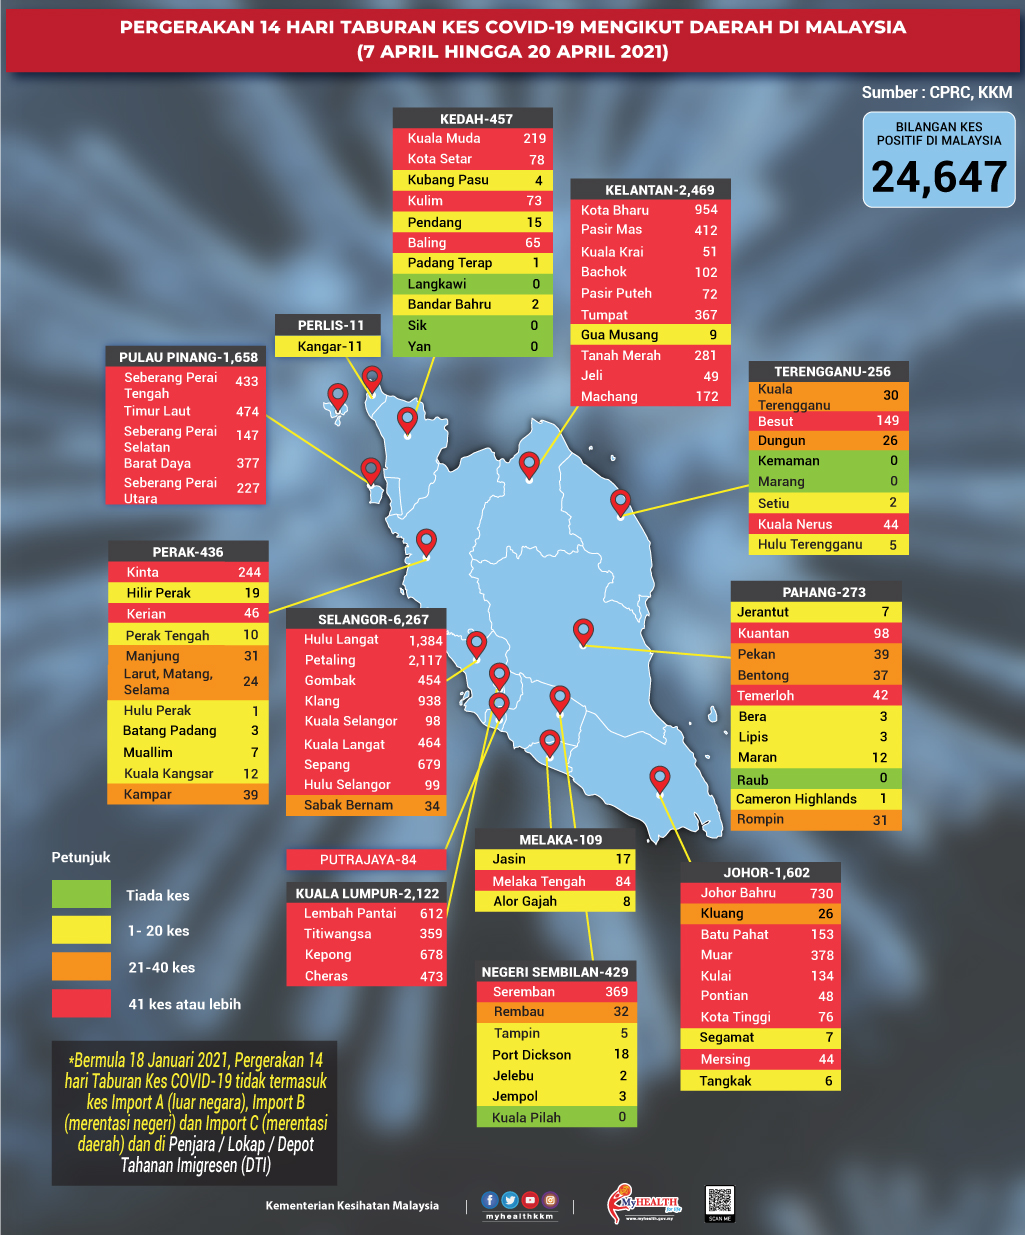 PERGERAKAN 14 HARI TABURAN KES COVID-19 MENGIKUT DAERAH DI MALAYSIA
(7 APRIL HINGGA 20 APRIL 2021)
Sumber : CPRC, KKM
BILANGAN KES
POSITIF DI MALAYSIA
24,647
KEDAH-457
Kuala Muda 219
Kota Setar 78
Kubang Pasu 4
Kulim 73
Pendang 15
Baling 65
Padang Terap 1
Langkawi 0
Bandar Bahru 2
Sik 0
Yan 0
KELANTAN-2,469
Kota Bharu 954
Pasir Mas 412
Kuala Krai 51
Bachok 102
Pasir Puteh 72
Tumpat 367
Gua Musang 9
Tanah Merah 281
Jeli 49
Machang 172
PERLIS-11
Kangar-11
PULAU PINANG-1,658
Seberang Perai
Tengah 433
Timur Laut 474
Seberang Perai
Selatan 147
Barat Daya 377
Seberang Perai
Utara 227
TERENGGANU-256
Kuala
Terengganu 30
Besut 149
Dungun 26
Kemaman 0
Marang 0
Setiu 2
Kuala Nerus 44
Hulu Terengganu 5
PERAK-436
Kinta 244
Hilir Perak 19
Kerian 46
Perak Tengah 10
Manjung 31
Larut, Matang,
Selama 24
Hulu Perak 1
Batang Padang 3
Muallim 7
Kuala Kangsar 12
Kampar 39
SELANGOR-6,267
Hulu Langat 1,384
Petaling 2,117
Gombak 454
Klang 938
Kuala Selangor 98
Kuala Langat 464
Sepang 679
Hulu Selangor 99
Sabak Bernam 34
PAHANG-273
Jerantut 7
Kuantan 98
Pekan 39
Bentong 37
Temerloh 42
Bera 3
Lipis 3
Maran 12
Raub 0
Cameron Highlands 1
Rompin 31
PUTRAJAYA-84
KUALA LUMPUR-2,122
Lembah Pantai 612
Titiwangsa 359
Kepong 678
Cheras 473
MELAKA-109
Jasin 17
Melaka Tengah 84
Alor Gajah 8
NEGERI SEMBILAN-429
Seremban 369
Rembau 32
Tampin 5
Port Dickson 18
Jelebu 2
Jempol 3
Kuala Pilah 0
JOHOR-1,602
Johor Bahru 730
Kluang 26
Batu Pahat 153
Muar 378
Kulai 134
Pontian 48
Kota Tinggi 76
Segamat 7
Mersing 44
Tangkak 6
Petunjuk
Tiada kes
1- 20 kes
21-40 kes
41 kes atau lebih
*Bermula 18 Januari 2021, Pergerakan 14
hari Taburan Kes COVID-19 tidak termasuk
kes Import A (luar negara), Import B
(merentasi negeri) dan Import C (merentasi
daerah) dan di Penjara / Lokap / Depot
Tahanan Imigresen (DTI)
Kementerian Kesihatan Malaysia
myhealthkkm
MyHEALTH
for life
www.myhealth.gov.my
SCAN ME